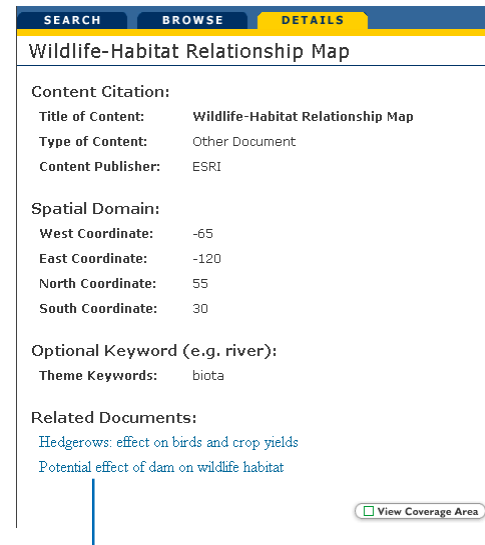 SEARCH BROWSE DETAILS
Wildlife-Habitat Relationship Map
Content Citation:
Title of Content: Wildlife-Habitat Relationship Map
Type of Content: Other Document
Content Publisher: ESRI
Spatial Domain:
West Coordinate: -65
East Coordinate: -120
North Coordinate: 55
South Coordinate: 30
Optional Keyword (e.g. river):
Theme Keywords: biota
Related Documents:
Hedgerows: effect on birds and crop yields
Potential effect of dam on wildlife habitat
View Coverage Area